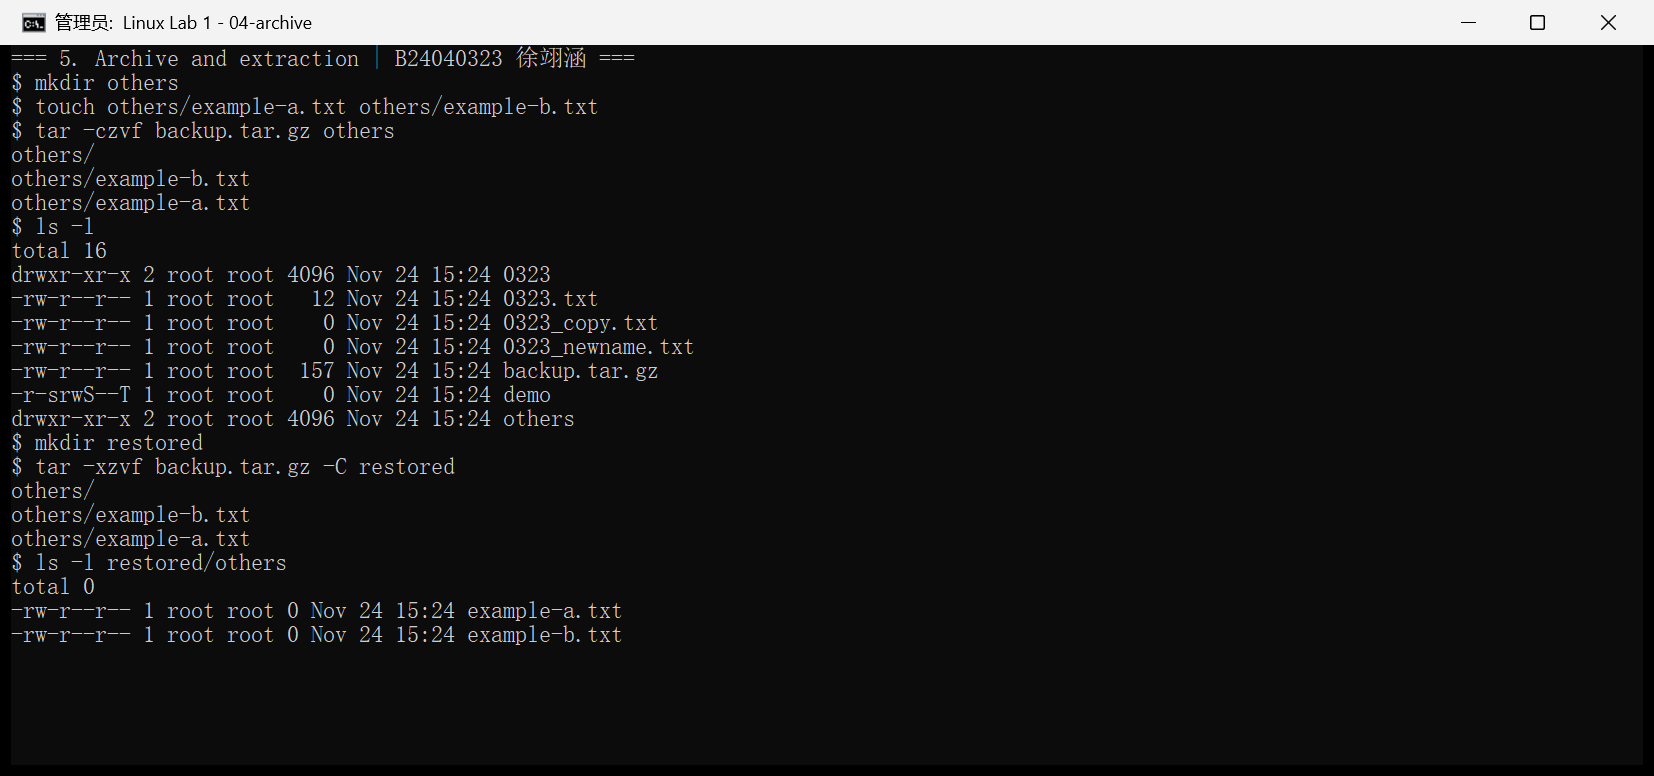 管理员: Linux Lab 1 - 04-archive
=== 5. Archive and extraction | B24040323 徐翊涵 ===
$ mkdir others
$ touch others/example-a.txt others/example-b.txt
$ tar -czvf backup.tar.gz others
others/
others/example-b.txt
others/example-a.txt
$ ls -l
total 16
drwxr-xr-x 2 root root 4096 Nov 24 15:24 0323
-rw-r--r-- 1 root root   12 Nov 24 15:24 0323.txt
-rw-r--r-- 1 root root    0 Nov 24 15:24 0323_copy.txt
-rw-r--r-- 1 root root    0 Nov 24 15:24 0323_newname.txt
-rw-r--r-- 1 root root  157 Nov 24 15:24 backup.tar.gz
-r-srwS--T 1 root root    0 Nov 24 15:24 demo
drwxr-xr-x 2 root root 4096 Nov 24 15:24 others
$ mkdir restored
$ tar -xzvf backup.tar.gz -C restored
others/
others/example-b.txt
others/example-a.txt
$ ls -l restored/others
total 0
-rw-r--r-- 1 root root 0 Nov 24 15:24 example-a.txt
-rw-r--r-- 1 root root 0 Nov 24 15:24 example-b.txt